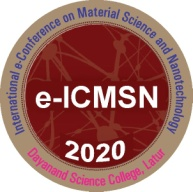 International e-Conference on Material Science and Nanotechnology
e-ICMSN
2020
Dayanand Science College, Latur